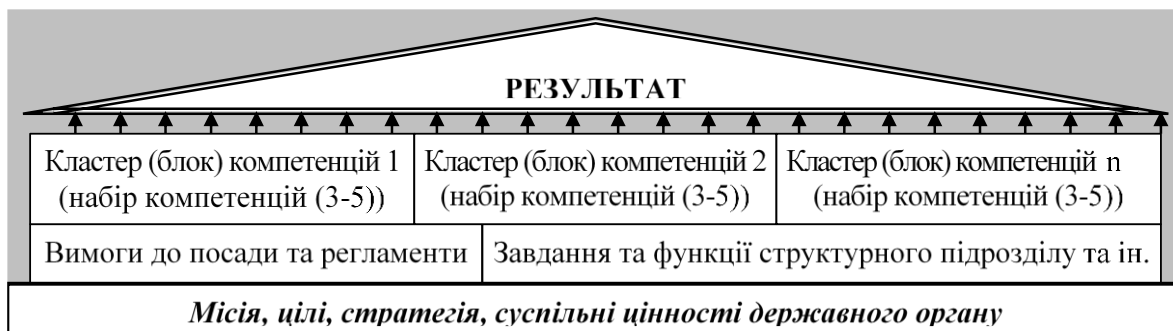 РЕЗУЛЬТАТ
Кластер (блок) компетенцій 1
(набір компетенцій (3-5))
Кластер (блок) компетенцій 2
(набір компетенцій (3-5))
Кластер (блок) компетенцій n
(набір компетенцій (3-5))
Вимоги до посади та регламенти
Завдання та функції структурного підрозділу та ін.
Місія, цілі, стратегія, суспільні цінності державного органу